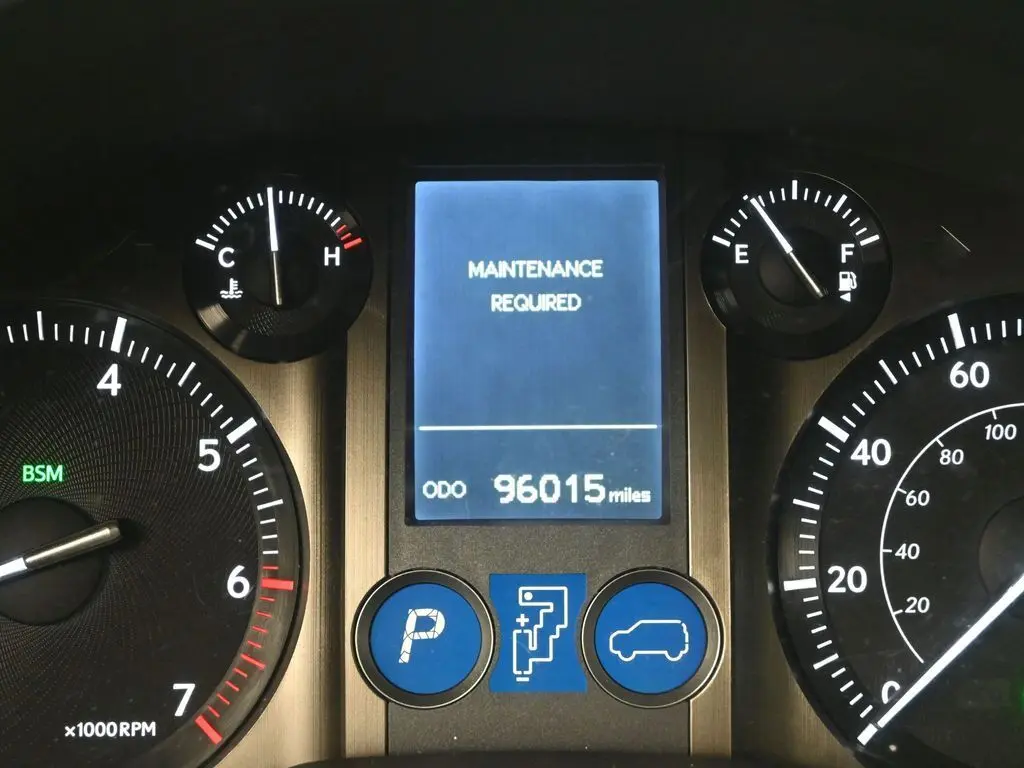 C H
E F
MAINTENANCE
REQUIRED
ODO 96015 miles
4
5
6
7
x1000RPM
BSM
P
+
−
60
40
20
0
100
80
60
40
20